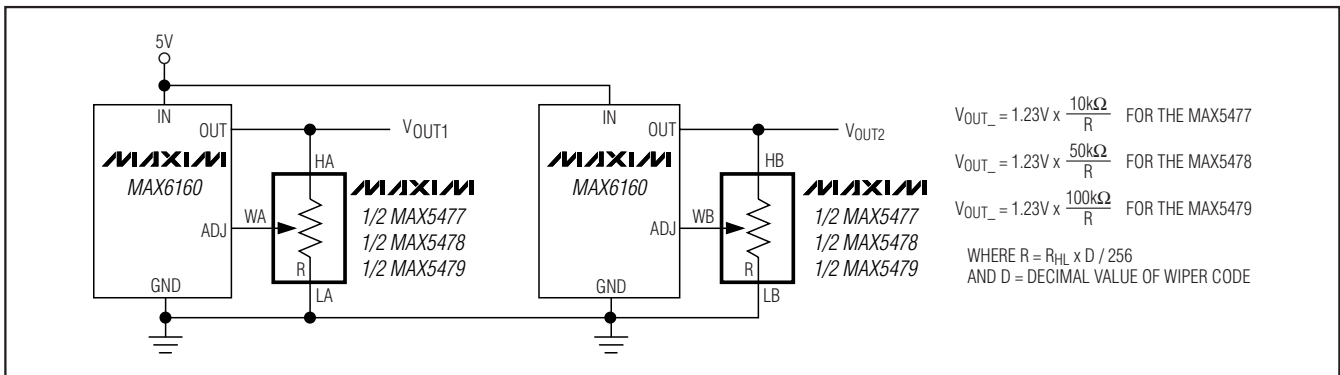 5V
IN
OUT
VOUT1
MAXIM
MAX6160
HA
MAXIM
1/2 MAX5477
1/2 MAX5478
1/2 MAX5479
ADJ
WA
R
LA
GND
IN
OUT
VOUT2
MAXIM
MAX6160
HB
MAXIM
1/2 MAX5477
1/2 MAX5478
1/2 MAX5479
ADJ
WB
R
LB
GND
VOUT_ = 1.23V x 10kΩ / R FOR THE MAX5477
VOUT_ = 1.23V x 50kΩ / R FOR THE MAX5478
VOUT_ = 1.23V x 100kΩ / R FOR THE MAX5479
WHERE R = RHL x D / 256
AND D = DECIMAL VALUE OF WIPER CODE